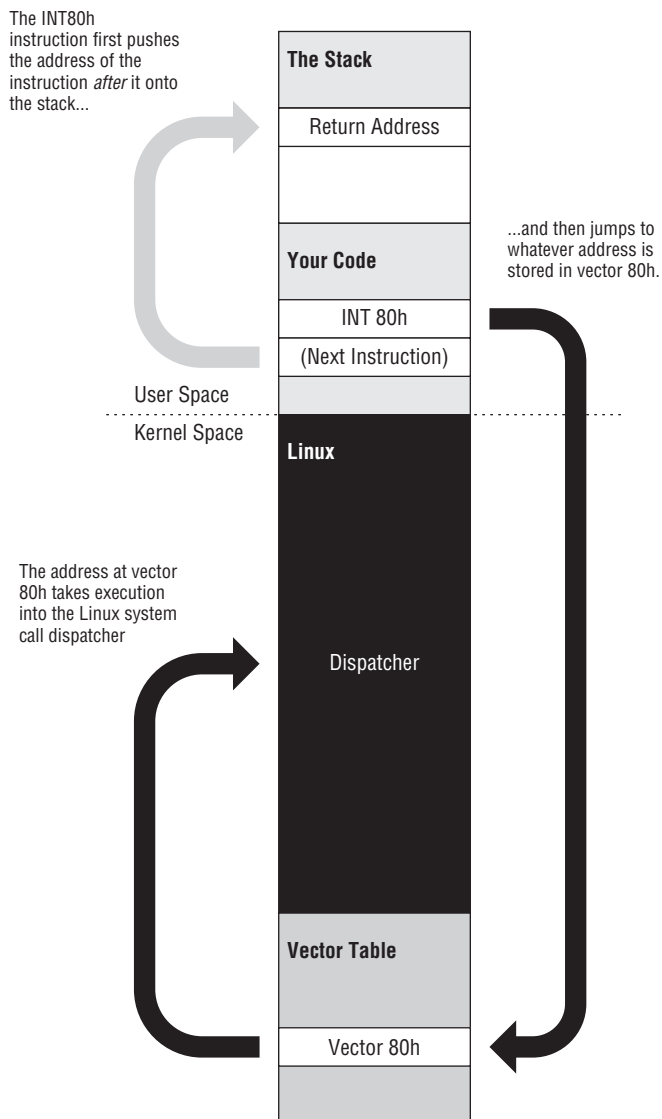 The INT80h
instruction first pushes
the address of the
instruction after it onto
the stack...
The Stack
Return Address
...and then jumps to
whatever address is
stored in vector 80h.
Your Code
INT 80h
(Next Instruction)
User Space
Kernel Space
Linux
The address at vector
80h takes execution
into the Linux system
call dispatcher
Dispatcher
Vector Table
Vector 80h